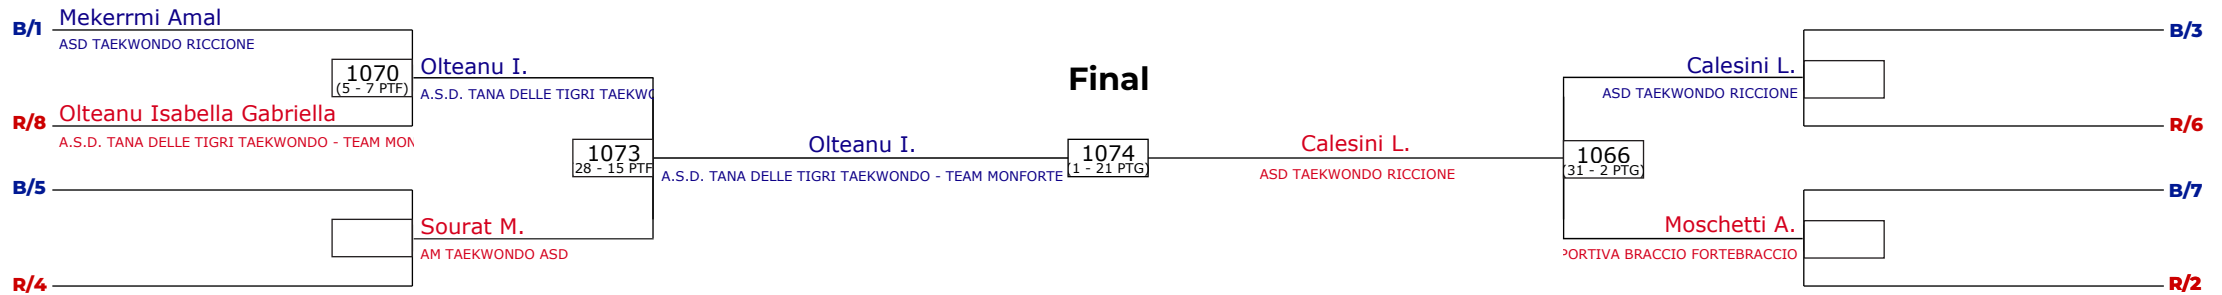 B/1
Mekerrmi Amal
ASD TAEKWONDO RICCIONE
1070
(5 - 7 PTF)
R/8
Olteanu Isabella Gabriella
A.S.D. TANA DELLE TIGRI TAEKWONDO - TEAM MON
Olteanu I.
A.S.D. TANA DELLE TIGRI TAEKWO
B/5
R/4
Sourat M.
AM TAEKWONDO ASD
1073
28 - 15 PTF
Olteanu I.
A.S.D. TANA DELLE TIGRI TAEKWONDO - TEAM MONFORTE
Final
1074
(1 - 21 PTG)
Calesini L.
ASD TAEKWONDO RICCIONE
1066
(31 - 2 PTG)
Calesini L.
ASD TAEKWONDO RICCIONE
Moschetti A.
PORTIVA BRACCIO FORTEBRACCIO
B/3
R/6
B/7
R/2